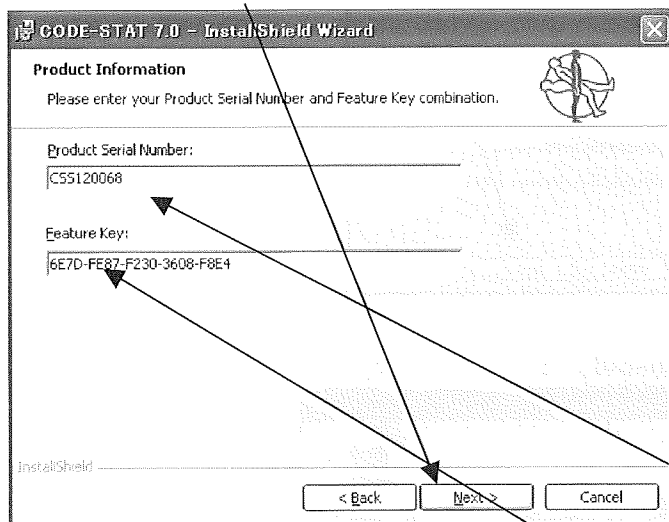 CODE-STAT 7.0 - InstallShield Wizard
Product Information
Please enter your Product Serial Number and Feature Key combination.
Product Serial Number:
CSS120068
Feature Key:
6E7D-FE87-F230-3608-F8E4
InstallShield
< Back
Next >
Cancel